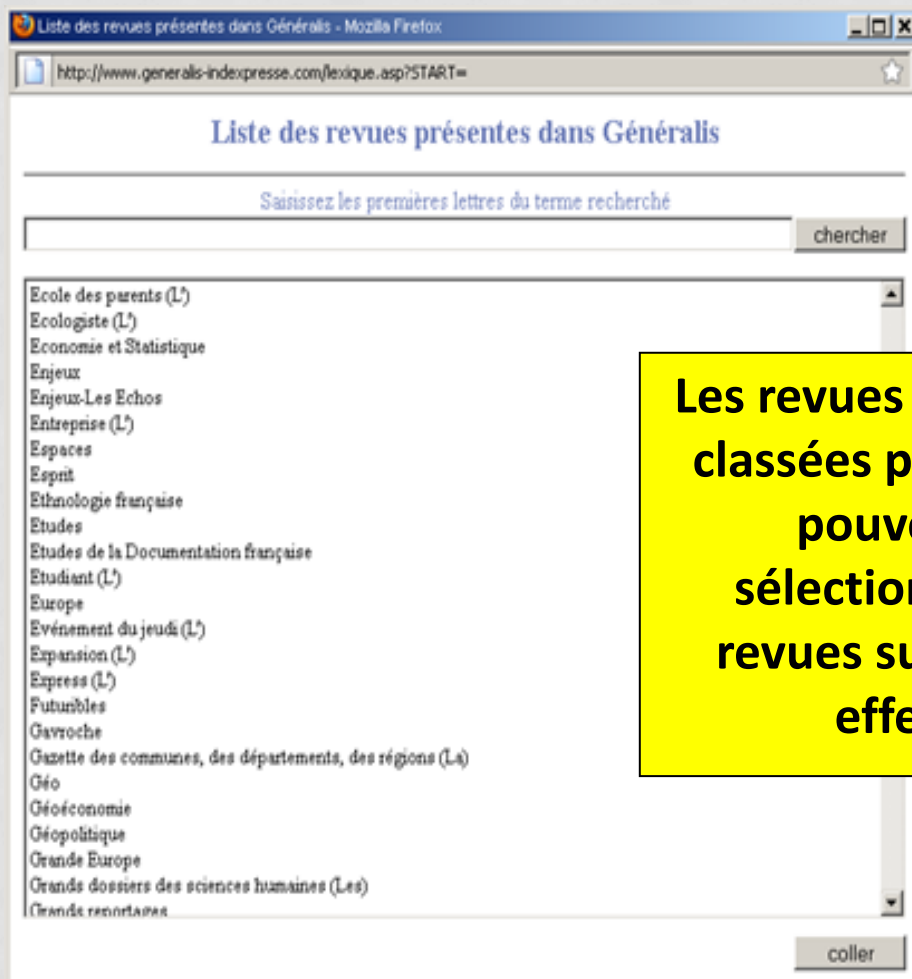 Liste des revues présentes dans Généralis - Mozilla Firefox
http://www.generalis-indexpresse.com/lexique.asp?START=
Liste des revues présentes dans Généralis
Saisissez les premières lettres du terme recherché
chercher
Ecole des parents (L')
Ecologiste (L')
Economie et Statistique
Enjeux
Enjeux-Les Echos
Entreprise (L')
Espaces
Esprit
Ethnologie française
Etudes
Etudes de la Documentation française
Etudiant (L')
Europe
Evénement du jeudi (L')
Expansion (L')
Express (L')
Futuribles
Gavroche
Gazette des communes, des départements, des régions (La)
Géo
Géoéconomie
Géopolitique
Grande Europe
Grands dossiers des sciences humaines (Les)
Grands reportages
coller
Les revues
classées p
pouv
sélection
revues su
effe